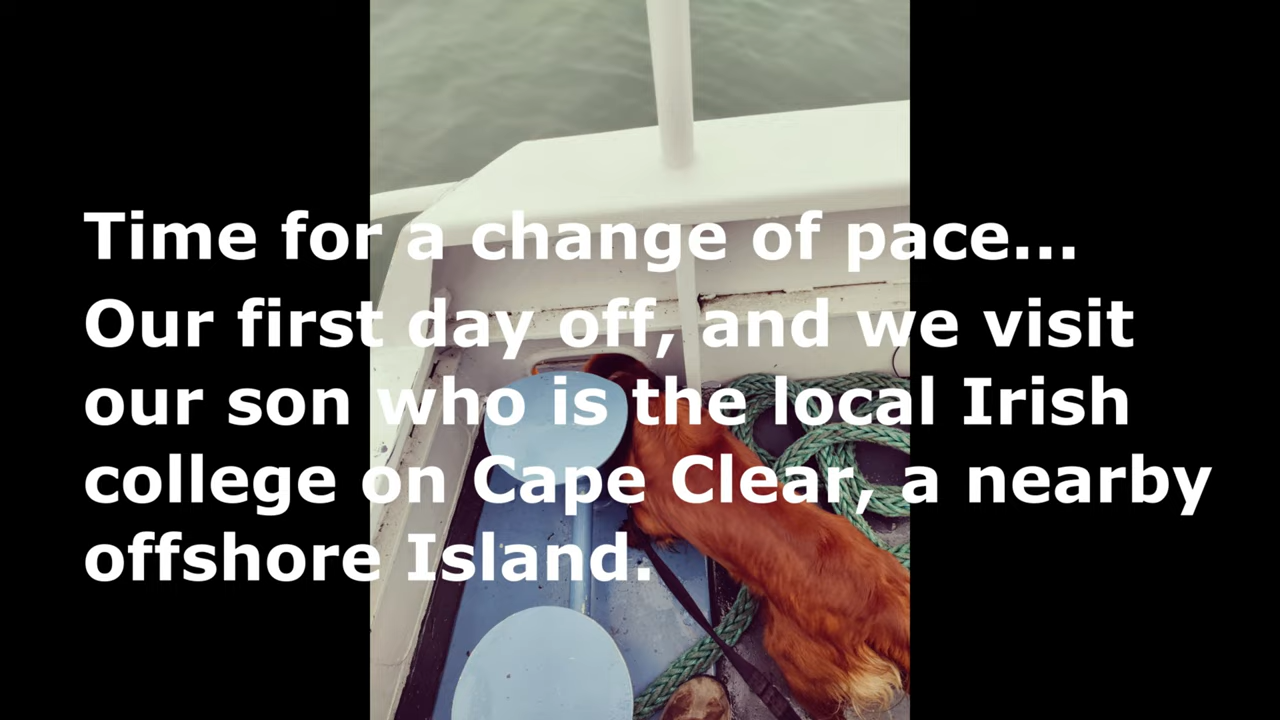 Time for a change of pace...
Our first day off, and we visit
our son who is the local Irish
college on Cape Clear, a nearby
offshore Island.